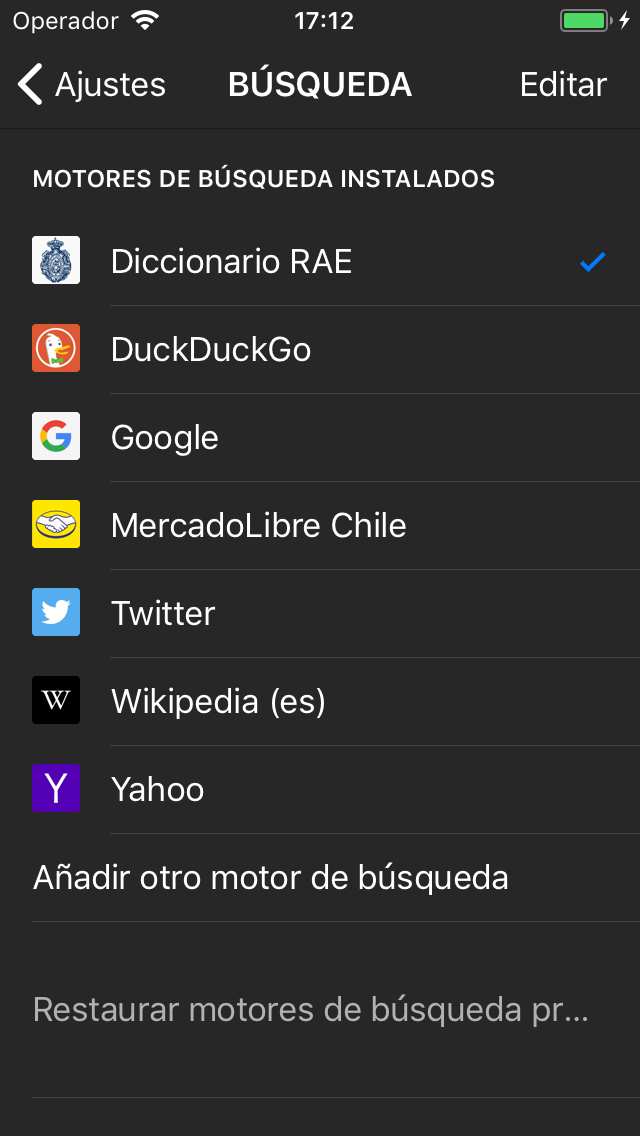 Operador 17:12
Ajustes BÚSQUEDA Editar
MOTORES DE BÚSQUEDA INSTALADOS
Diccionario RAE
DuckDuckGo
Google
MercadoLibre Chile
Twitter
W Wikipedia (es)
Y Yahoo
Añadir otro motor de búsqueda
Restaurar motores de búsqueda pr...